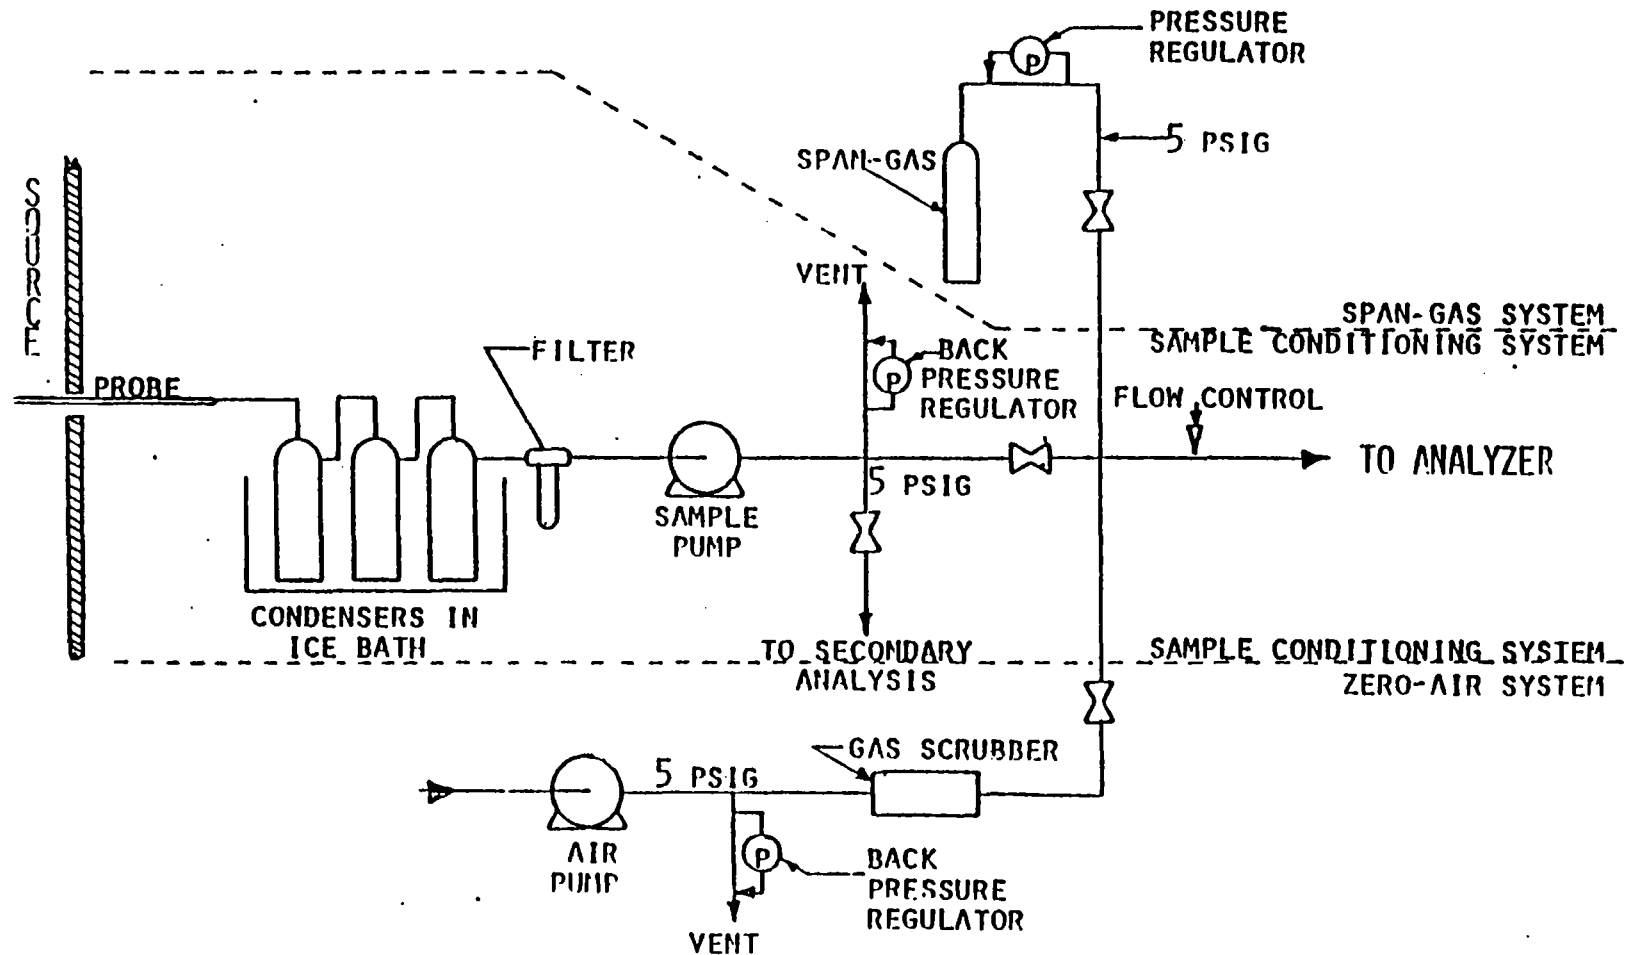 PRESSURE
REGULATOR
5 PSIG
SPAN-GAS
SOURCE
VENT
SPAN-GAS SYSTEM
SAMPLE CONDITIONING SYSTEM
FILTER
BACK
PRESSURE
REGULATOR
P
P
PROBE
FLOW CONTROL
TO ANALYZER
5 PSIG
SAMPLE
PUMP
CONDENSERS IN
ICE BATH
TO SECONDARY
ANALYSIS
SAMPLE CONDITIONING SYSTEM
ZERO-AIR SYSTEM
GAS SCRUBBER
5 PSIG
AIR
PUMP
P
BACK
PRESSURE
REGULATOR
VENT